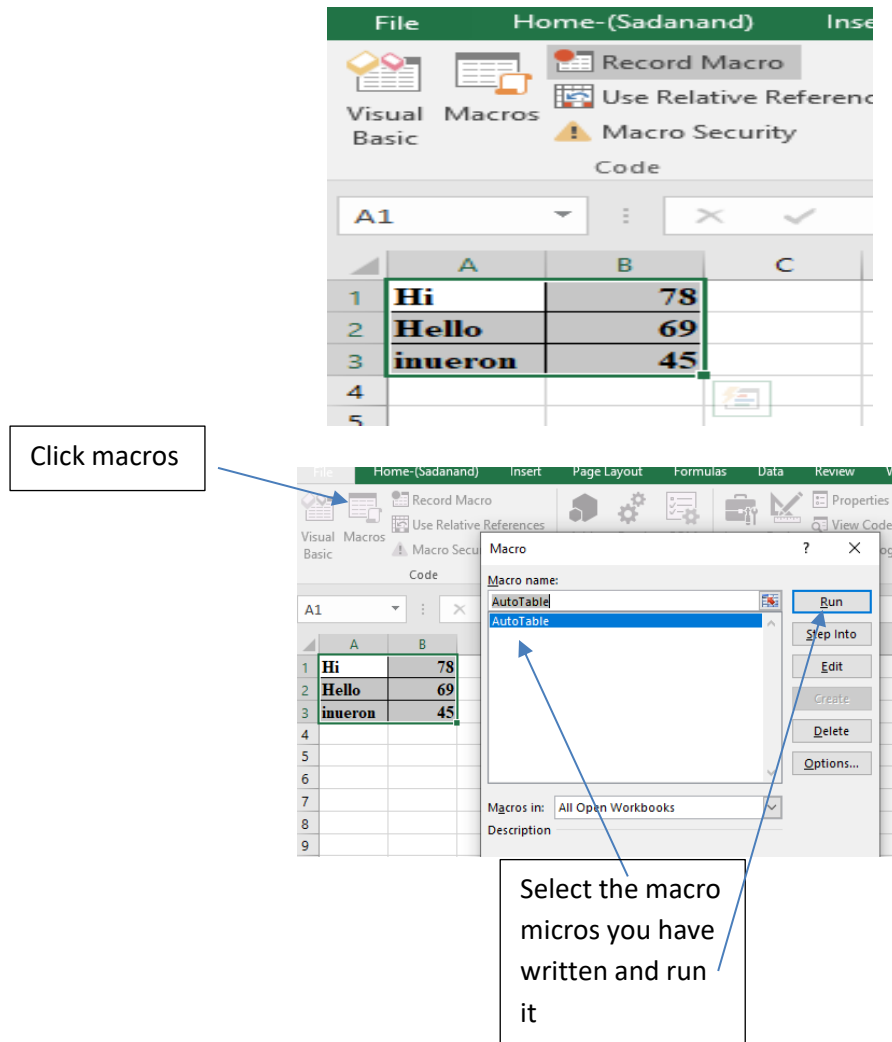 File Home-(Sadanand) Inse
Record Macro
Use Relative Referenc
Visual Macros
Basic
Macro Security
Code
A1
A B C
1 Hi 78
2 Hello 69
3 inueron 45
4
5
Click macros
File Home-(Sadanand) Insert Page Layout Formulas Data Review
Record Macro
Properties
Use Relative References
View Code
Visual Macros
Basic
Macro Secu
Code
Macro ? X
Macro name:
A1
AutoTable
Run
AutoTable
Step Into
A B
1 Hi 78
Edit
2 Hello 69
Create
3 inueron 45
Delete
4
5
Options...
6
7
Macros in: All Open Workbooks
8
Description
9
Select the macro
micros you have
written and run
it